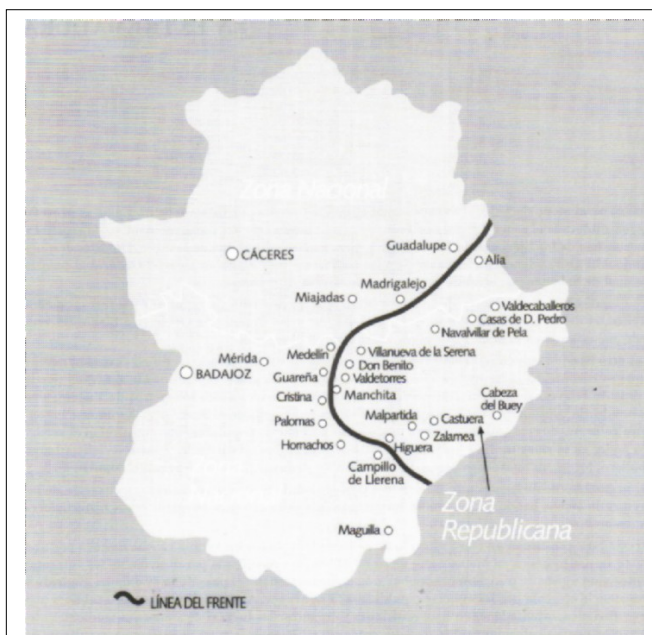 Zona Nacional
Guadalupe
Alía
CÁCERES
Madrigalejo
Miajadas
Valdecaballeros
Casas de D. Pedro
Navalvillar de Pela
Medellín
Villanueva de la Serena
Mérida
Don Benito
BADAJOZ
Guareña
Valdetorres
Cristina
Manchita
Cabeza
del Buey
Malpartida
Castuera
Palomas
Zalamea
Hornachos
Higuera
Campillo
de Llerena
Zona
Republicana
Maguilla
LÍNEA DEL FRENTE